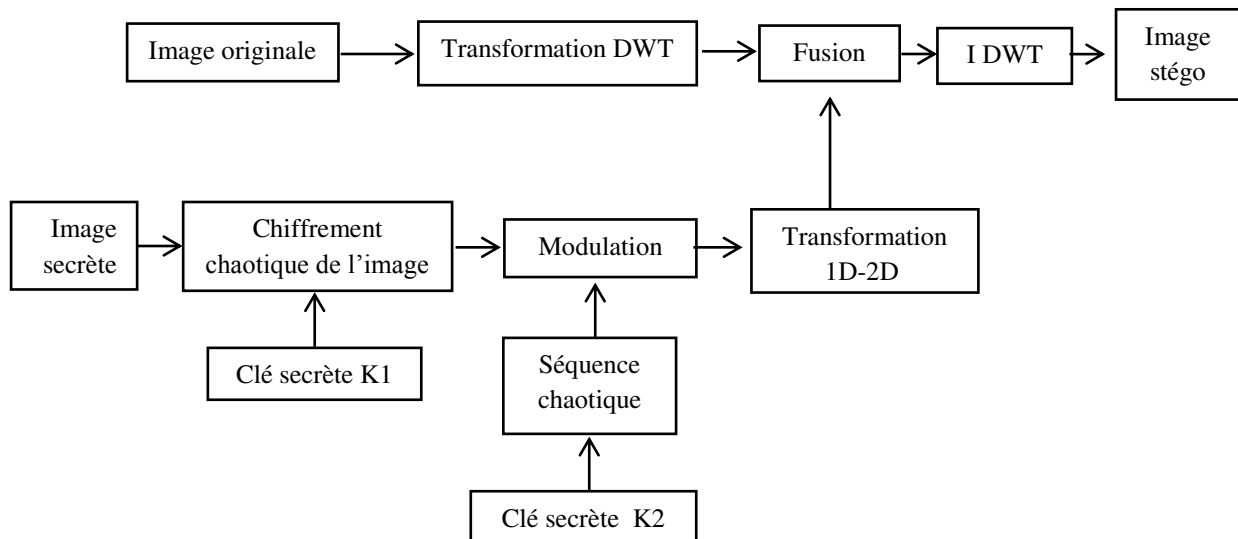 Image originale
Transformation DWT
Fusion
I DWT
Image
stégo
Image
secrète
Chiffrement
chaotique de l’image
Modulation
Transformation
1D-2D
Clé secrète K1
Séquence
chaotique
Clé secrète K2